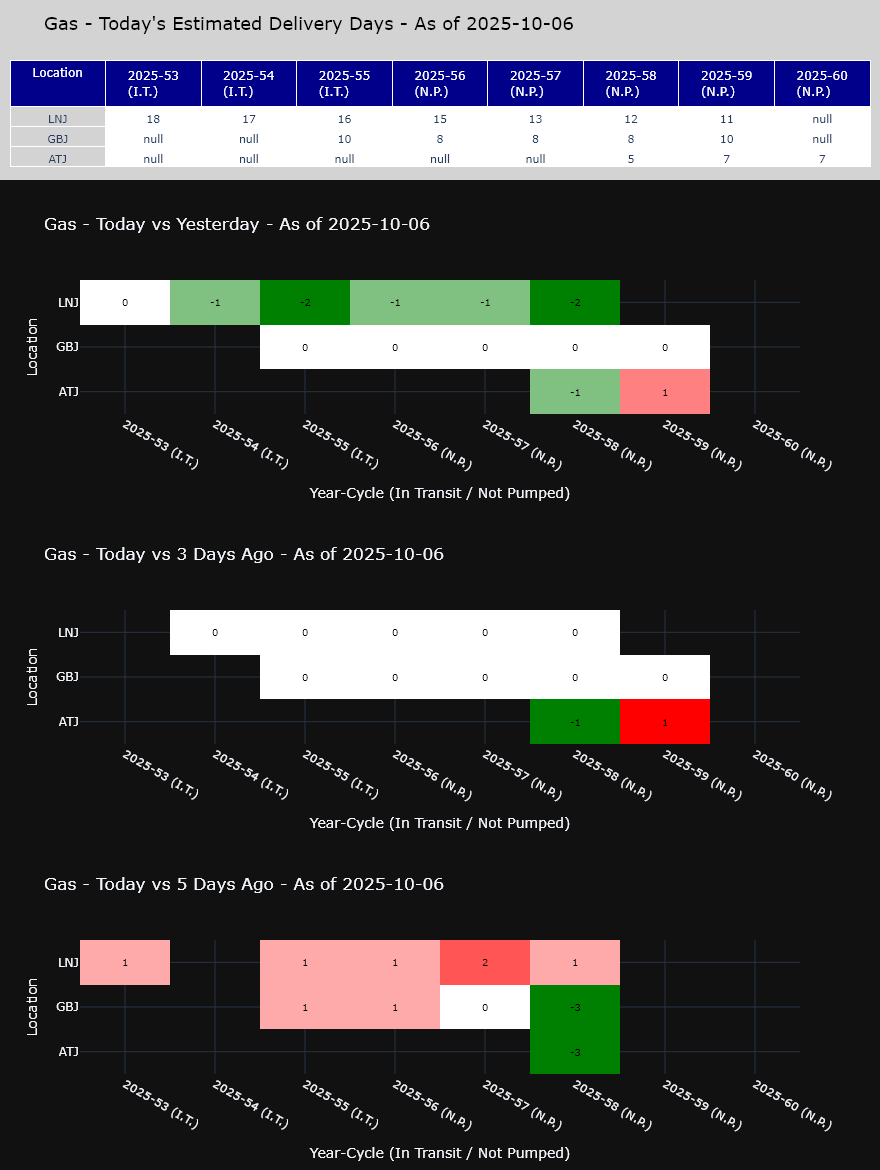 Gas - Today's Estimated Delivery Days - As of 2025-10-06
Location 2025-53 (I.T.) 2025-54 (I.T.) 2025-55 (I.T.) 2025-56 (N.P.) 2025-57 (N.P.) 2025-58 (N.P.) 2025-59 (N.P.) 2025-60 (N.P.)
LNJ 18 17 16 15 13 12 11 null
GBJ null null 10 8 8 8 10 null
ATJ null null null null null 5 7 7
Gas - Today vs Yesterday - As of 2025-10-06
LNJ 0 -1 -2 -1 -1 -2
GBJ 0 0 0 0 0
ATJ -1 1
Location
2025-53 (I.T.) 2025-54 (I.T.) 2025-55 (I.T.) 2025-56 (N.P.) 2025-57 (N.P.) 2025-58 (N.P.) 2025-59 (N.P.) 2025-60 (N.P.)
Year-Cycle (In Transit / Not Pumped)
Gas - Today vs 3 Days Ago - As of 2025-10-06
LNJ 0 0 0 0 0
GBJ 0 0 0 0 0
ATJ -1 1
Location
2025-53 (I.T.) 2025-54 (I.T.) 2025-55 (I.T.) 2025-56 (N.P.) 2025-57 (N.P.) 2025-58 (N.P.) 2025-59 (N.P.) 2025-60 (N.P.)
Year-Cycle (In Transit / Not Pumped)
Gas - Today vs 5 Days Ago - As of 2025-10-06
LNJ 1 1 1 2 1
GBJ 1 1 0 -3
ATJ -3
Location
2025-53 (I.T.) 2025-54 (I.T.) 2025-55 (I.T.) 2025-56 (N.P.) 2025-57 (N.P.) 2025-58 (N.P.) 2025-59 (N.P.) 2025-60 (N.P.)
Year-Cycle (In Transit / Not Pumped)